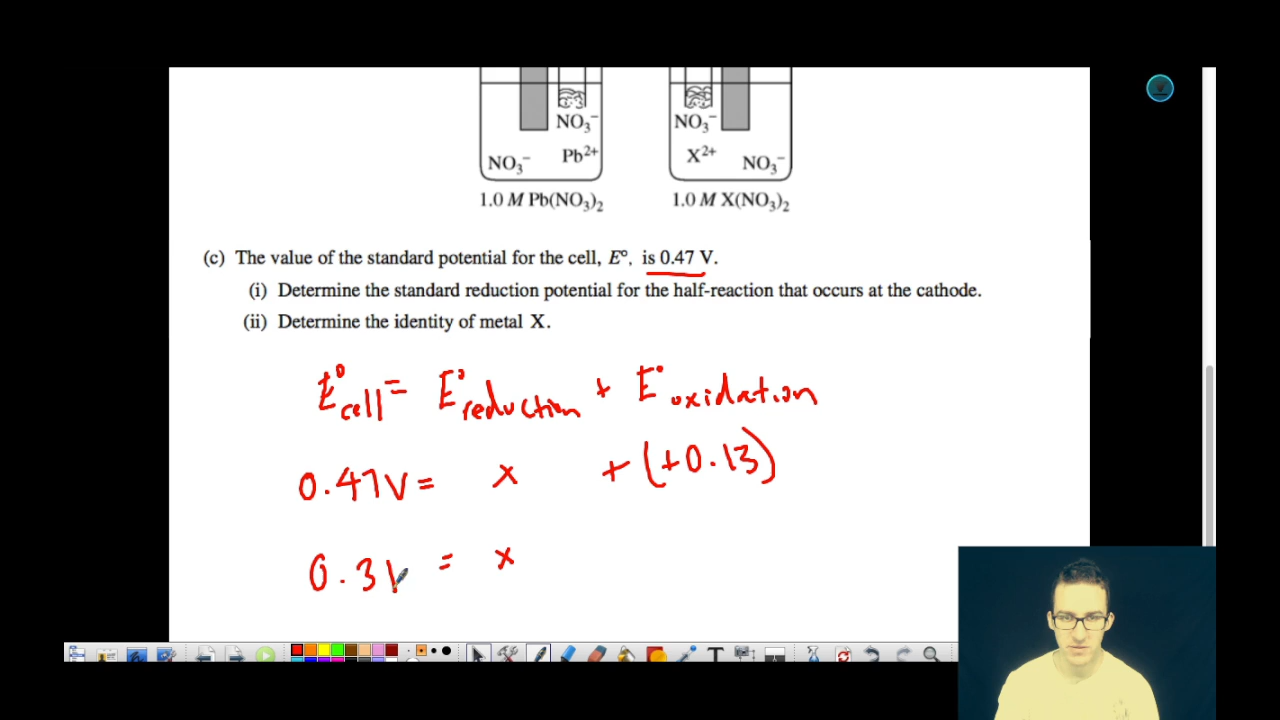 NO₃⁻ NO₃⁻
NO₃⁻ Pb²⁺ X²⁺ NO₃⁻
1.0 M Pb(NO₃)₂ 1.0 M X(NO₃)₂
(c) The value of the standard potential for the cell, E°, is 0.47 V.
(i) Determine the standard reduction potential for the half-reaction that occurs at the cathode.
(ii) Determine the identity of metal X.
E°cell = E°reduction + E°oxidation
0.47V = x + (+0.13)
0.3 = x